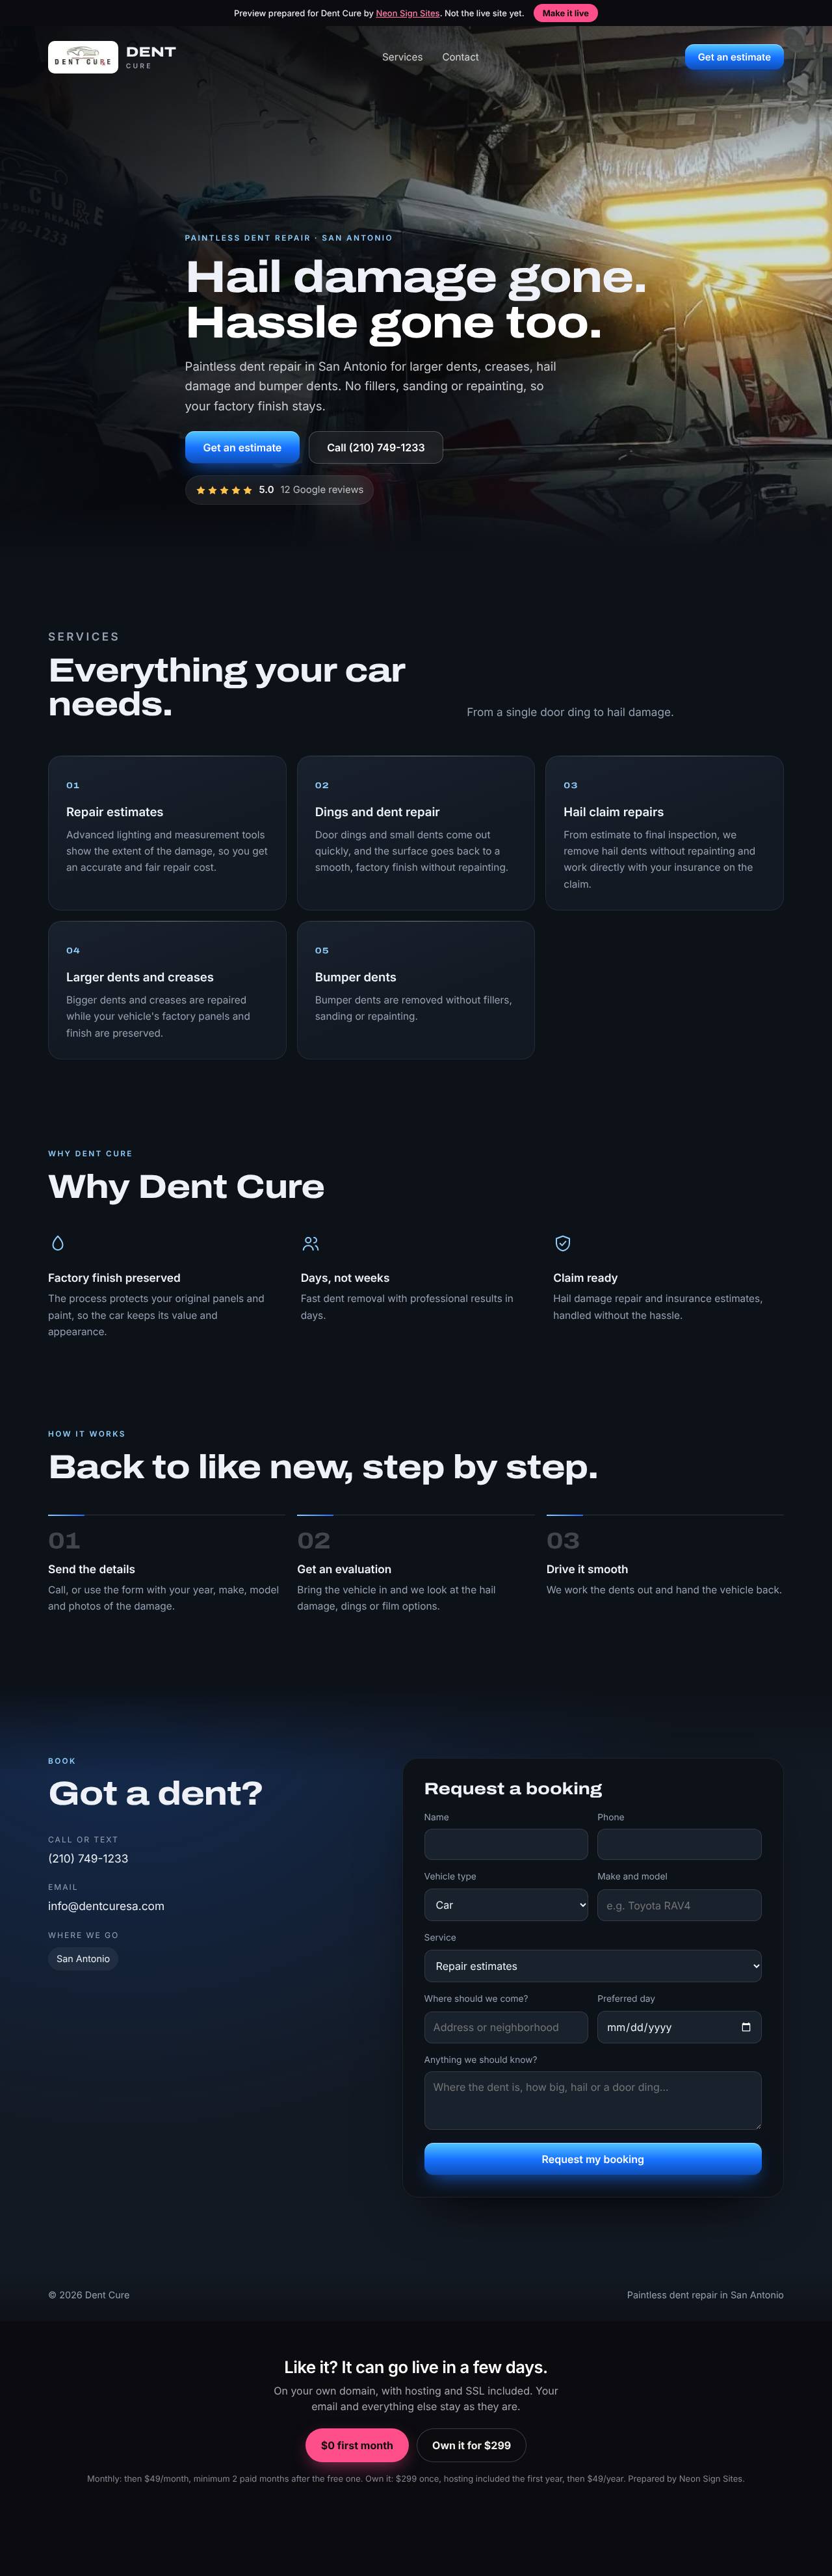 Preview prepared for Dent Cure by Neon Sign Sites. Not the live site yet. Make it live
DENT CURE
DENT
CURE
Services Contact
Get an estimate
CURE
DENT REPAIR
749-1233
PAINTLESS DENT REPAIR · SAN ANTONIO
Hail damage gone.
Hassle gone too.
Paintless dent repair in San Antonio for larger dents, creases, hail
damage and bumper dents. No fillers, sanding or repainting, so
your factory finish stays.
Get an estimate Call (210) 749-1233
★★★★★ 5.0 12 Google reviews
SERVICES
Everything your car
needs.
From a single door ding to hail damage.
01
Repair estimates
Advanced lighting and measurement tools
show the extent of the damage, so you get
an accurate and fair repair cost.
02
Dings and dent repair
Door dings and small dents come out
quickly, and the surface goes back to a
smooth, factory finish without repainting.
03
Hail claim repairs
From estimate to final inspection, we
remove hail dents without repainting and
work directly with your insurance on the
claim.
04
Larger dents and creases
Bigger dents and creases are repaired
while your vehicle's factory panels and
finish are preserved.
05
Bumper dents
Bumper dents are removed without fillers,
sanding or repainting.
WHY DENT CURE
Why Dent Cure
Factory finish preserved
The process protects your original panels and
paint, so the car keeps its value and
appearance.
Days, not weeks
Fast dent removal with professional results in
days.
Claim ready
Hail damage repair and insurance estimates,
handled without the hassle.
HOW IT WORKS
Back to like new, step by step.
01
Send the details
Call, or use the form with your year, make, model
and photos of the damage.
02
Get an evaluation
Bring the vehicle in and we look at the hail
damage, dings or film options.
03
Drive it smooth
We work the dents out and hand the vehicle back.
BOOK
Got a dent?
CALL OR TEXT
(210) 749-1233
EMAIL
info@dentcuresa.com
WHERE WE GO
San Antonio
Request a booking
Name Phone
Vehicle type Make and model
Car e.g. Toyota RAV4
Service
Repair estimates
Where should we come? Preferred day
Address or neighborhood mm/dd/yyyy
Anything we should know?
Where the dent is, how big, hail or a door ding...
Request my booking
© 2026 Dent Cure
Paintless dent repair in San Antonio
Like it? It can go live in a few days.
On your own domain, with hosting and SSL included. Your
email and everything else stay as they are.
$0 first month Own it for $299
Monthly: then $49/month, minimum 2 paid months after the free one. Own it: $299 once, hosting included the first year, then $49/year. Prepared by Neon Sign Sites.